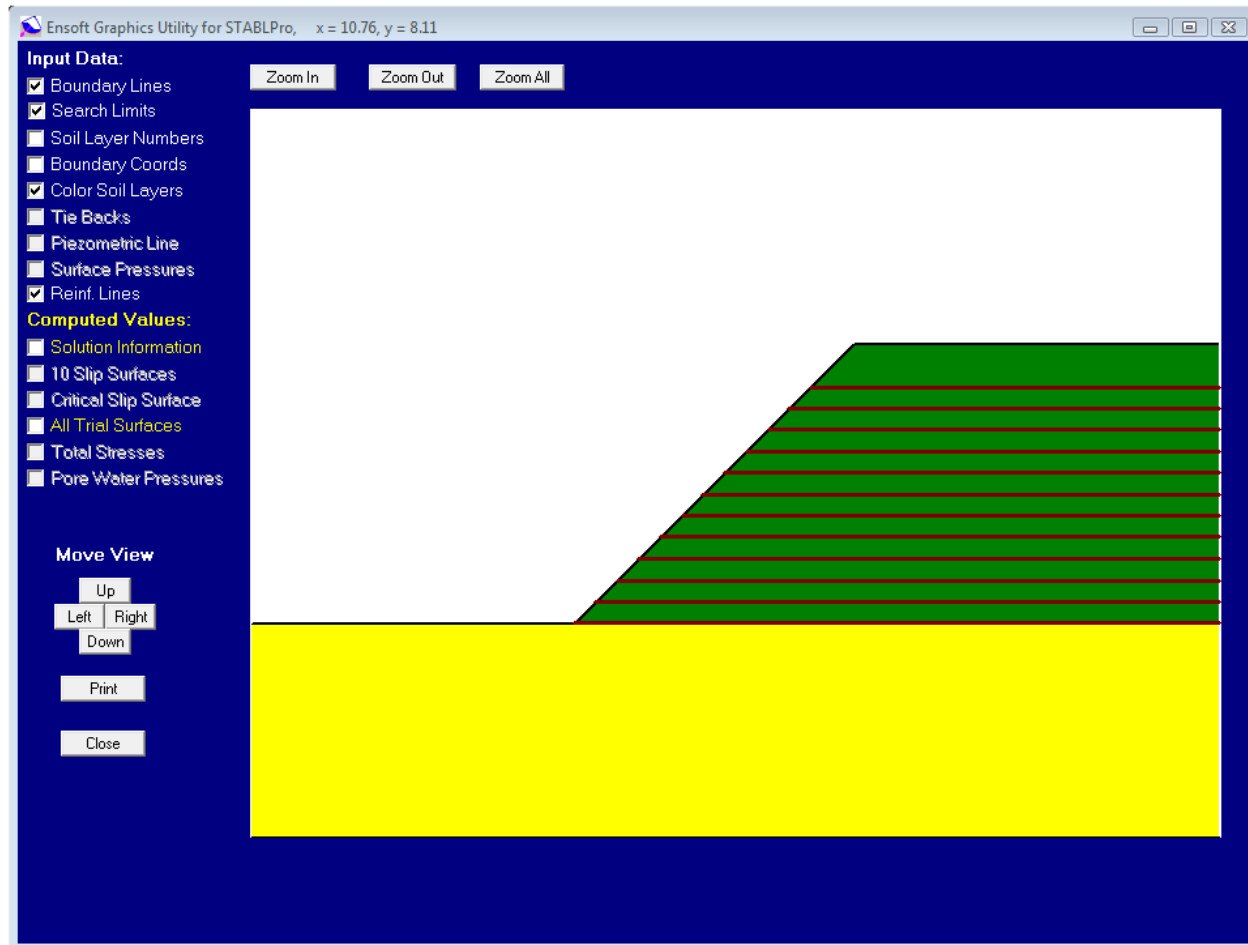 Ensoft Graphics Utility for STABLPro, x = 10.76, y = 8.11
Input Data:
Zoom In Zoom Out Zoom All
Boundary Lines
Search Limits
Soil Layer Numbers
Boundary Coords
Color Soil Layers
Tie Backs
Piezometric Line
Surface Pressures
Reinf. Lines
Computed Values:
Solution Information
10 Slip Surfaces
Critical Slip Surface
All Trial Surfaces
Total Stresses
Pore Water Pressures
Move View
Up
Left Right
Down
Print
Close